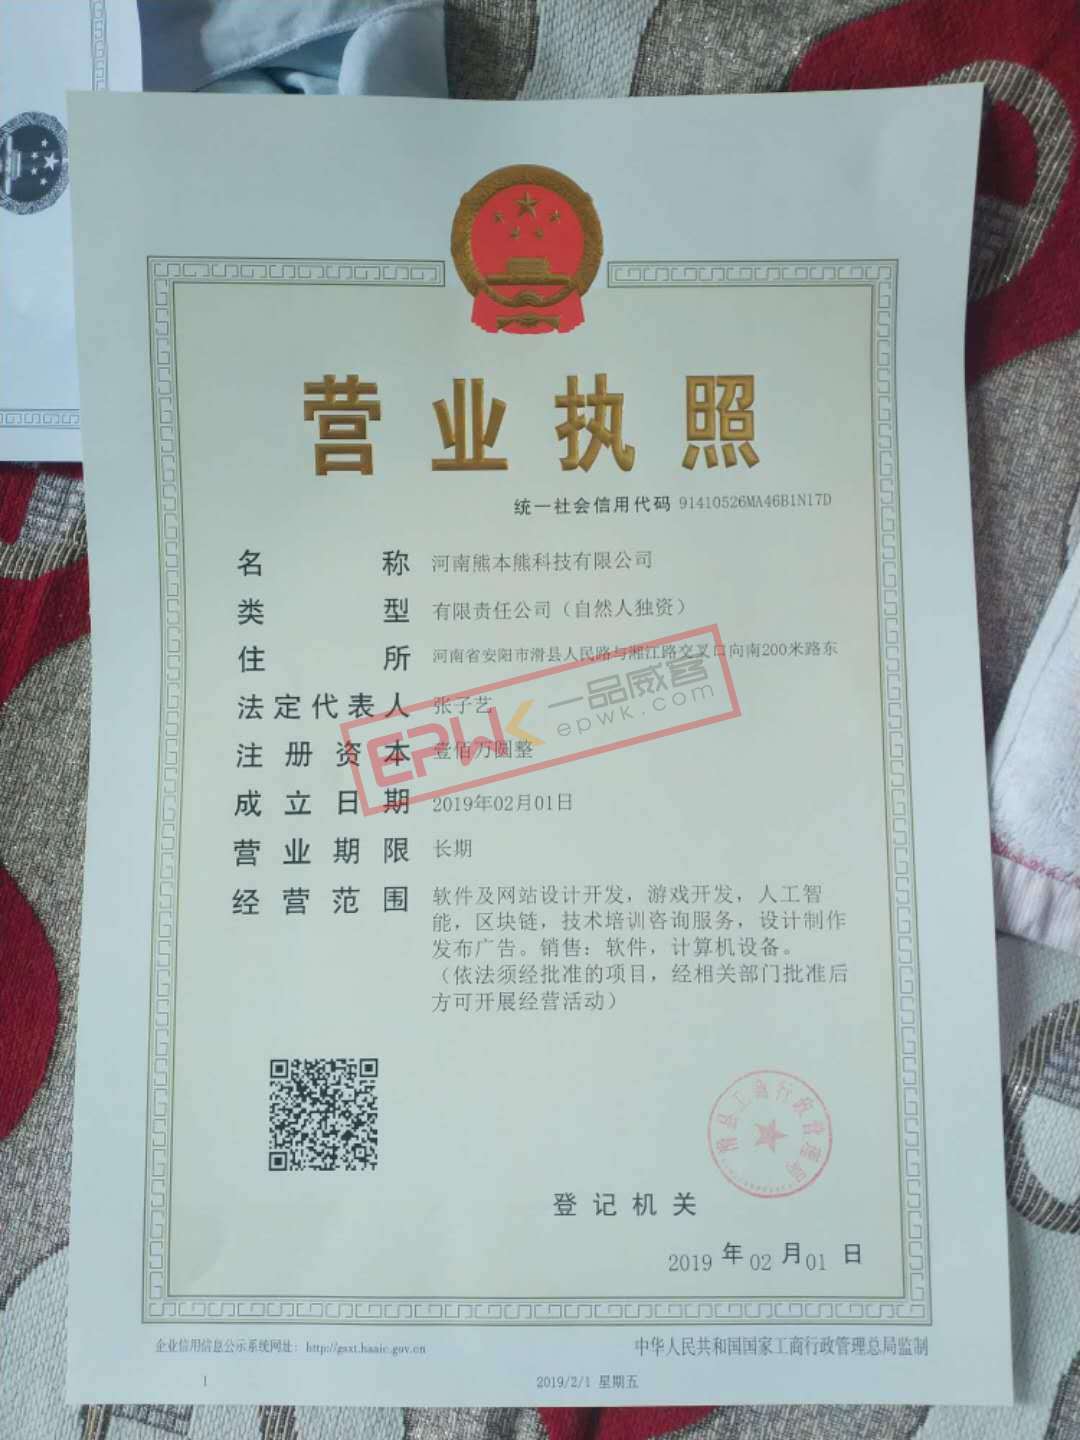 营业执照
统一社会信用代码 91410526MA46B1N17D
名称 河南熊本熊科技有限公司
类型 有限责任公司（自然人独资）
住所 河南省安阳市滑县人民路与湘江路交叉口向南200米路东
法定代表人 张子艺
注册资本 壹佰万圆整
成立日期 2019年02月01日
营业期限 长期
经营范围 软件及网站设计开发，游戏开发，人工智
能，区块链，技术培训咨询服务，设计制作
发布广告。销售：软件，计算机设备。
（依法须经批准的项目，经相关部门批准后
方可开展经营活动）
EPWK 一品威客
epwk.com
滑县工商行政管理局
登记机关
2019 年 02 月 01 日
企业信用信息公示系统网址：http://gsxt.haaic.gov.cn
中华人民共和国国家工商行政管理总局监制
1
2019/2/1 星期五